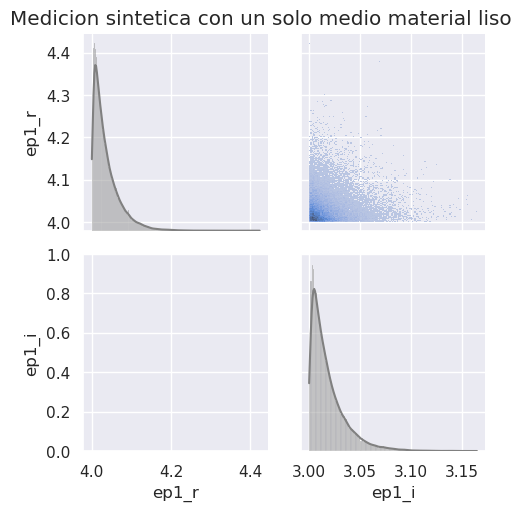 Medicion sintetica con un solo medio material liso
4.4
4.3
4.2
4.1
4.0
ep1_r
1.0
0.8
0.6
0.4
0.2
0.0
ep1_i
4.0 4.2 4.4
ep1_r
3.00 3.05 3.10 3.15
ep1_i